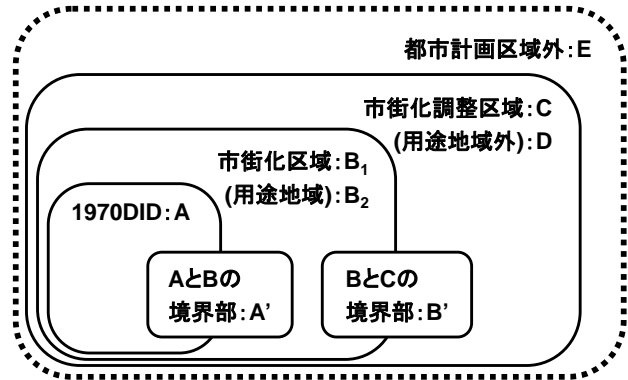 都市計画区域外：E
市街化調整区域：C
(用途地域外)：D
市街化区域：B₁
(用途地域)：B₂
1970DID：A
AとBの
境界部：A’
BとCの
境界部：B’